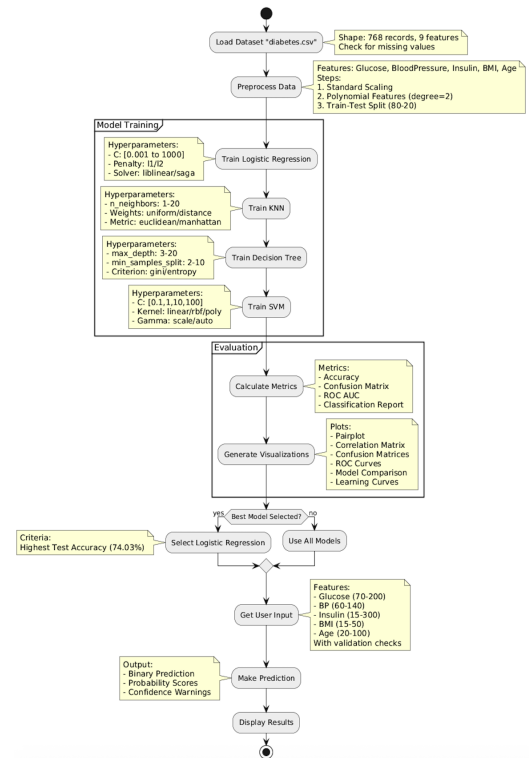 Load Dataset "diabetes.csv"
Shape: 768 records, 9 features
Check for missing values
Preprocess Data
Features: Glucose, BloodPressure, Insulin, BMI, Age
Steps:
1. Standard Scaling
2. Polynomial Features (degree=2)
3. Train-Test Split (80-20)
Model Training
Hyperparameters:
- C: [0.001 to 1000]
- Penalty: l1/l2
- Solver: liblinear/saga
Train Logistic Regression
Hyperparameters:
- n_neighbors: 1-20
- Weights: uniform/distance
- Metric: euclidean/manhattan
Train KNN
Hyperparameters:
- max_depth: 3-20
- min_samples_split: 2-10
- Criterion: gini/entropy
Train Decision Tree
Hyperparameters:
- C: [0.1,1,10,100]
- Kernel: linear/rbf/poly
- Gamma: scale/auto
Train SVM
Evaluation
Calculate Metrics
Metrics:
- Accuracy
- Confusion Matrix
- ROC AUC
- Classification Report
Generate Visualizations
Plots:
- Pairplot
- Correlation Matrix
- Confusion Matrices
- ROC Curves
- Model Comparison
- Learning Curves
yes
Best Model Selected?
no
Criteria:
Highest Test Accuracy (74.03%)
Select Logistic Regression
Use All Models
Get User Input
Features:
- Glucose (70-200)
- BP (60-140)
- Insulin (15-300)
- BMI (15-50)
- Age (20-100)
With validation checks
Output:
- Binary Prediction
- Probability Scores
- Confidence Warnings
Make Prediction
Display Results